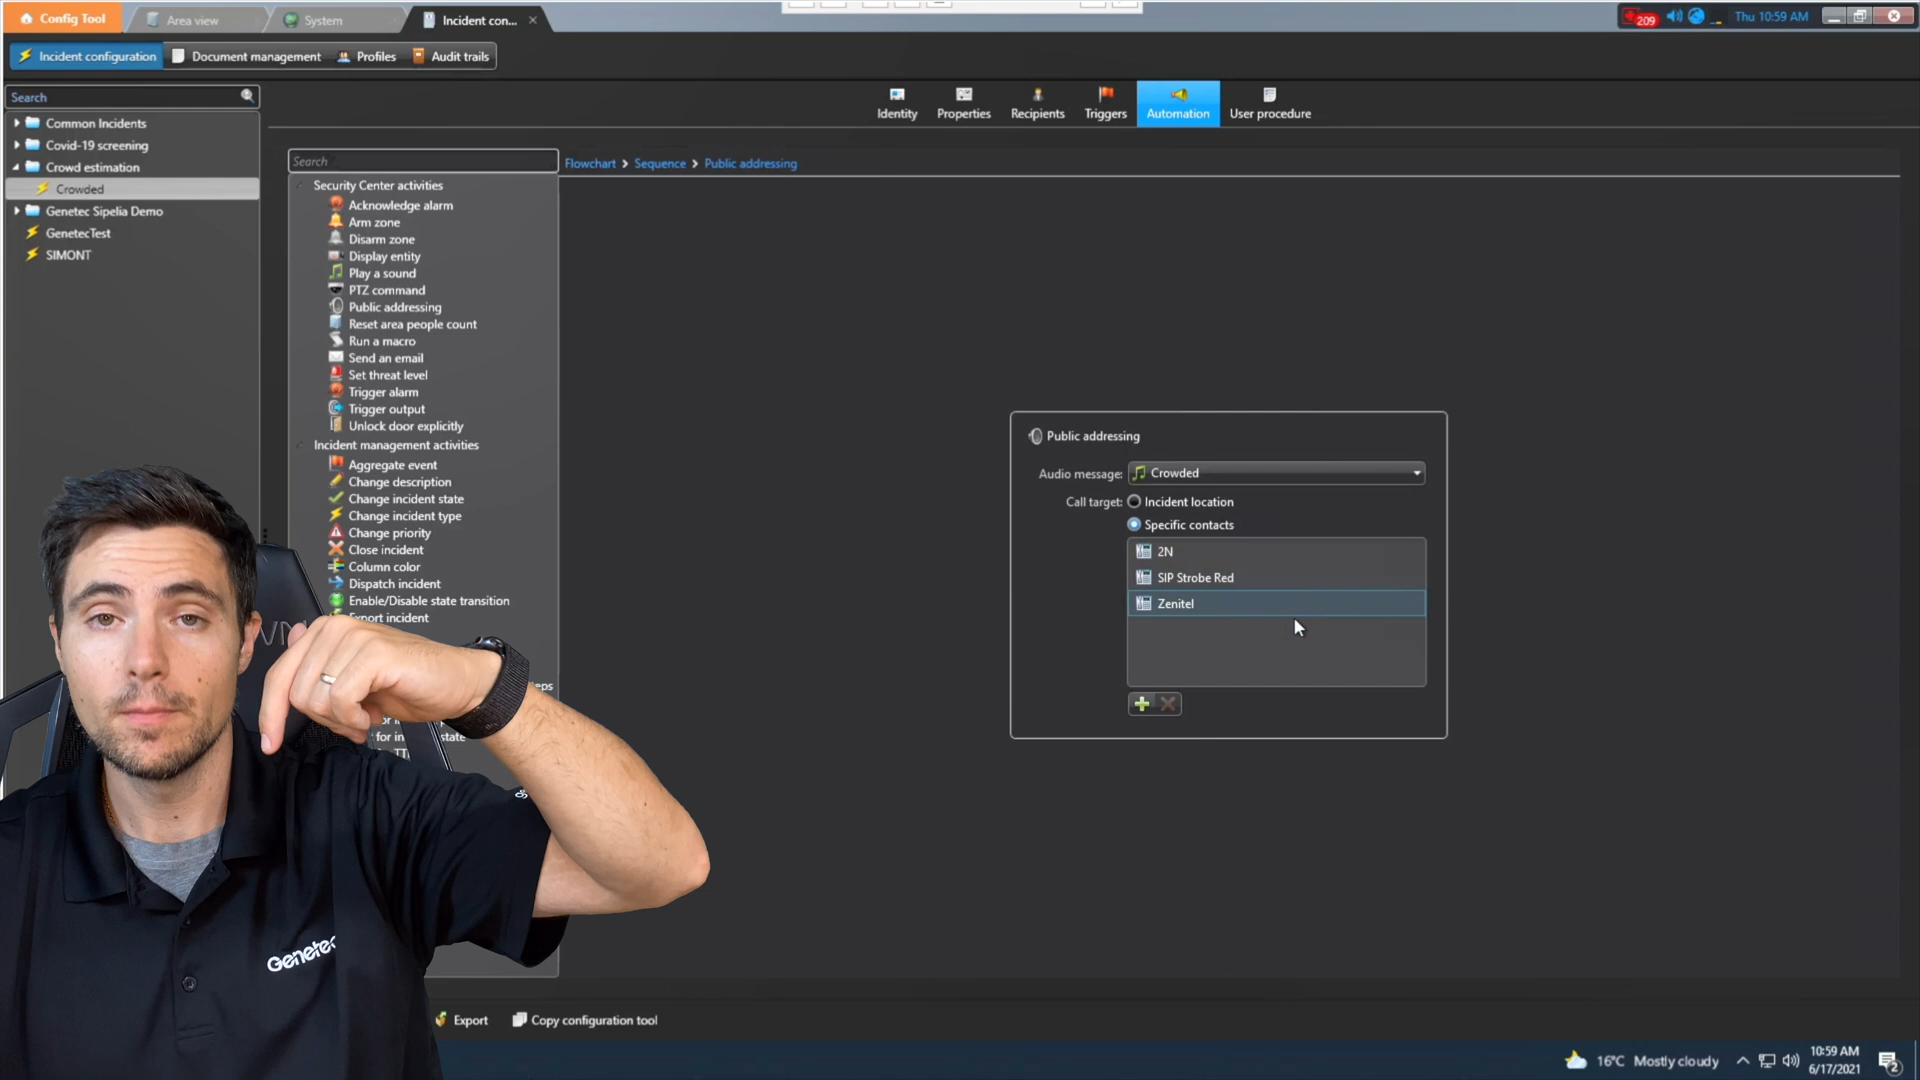 Config Tool
Area view
System
Incident con...
209
Thu 10:59 AM
Incident configuration
Document management
Profiles
Audit trails
Search
Common Incidents
Covid-19 screening
Crowd estimation
Crowded
Genetec Sipelia Demo
GenetecTest
SIMONT
Identity
Properties
Recipients
Triggers
Automation
User procedure
Search
Flowchart > Sequence > Public addressing
Security Center activities
Acknowledge alarm
Arm zone
Disarm zone
Display entity
Play a sound
PTZ command
Public addressing
Reset area people count
Run a macro
Send an email
Set threat level
Trigger alarm
Trigger output
Unlock door explicitly
Incident management activities
Aggregate event
Change description
Change incident state
Change incident type
Change priority
Close incident
Column color
Dispatch incident
Enable/Disable state transition
Export incident
Public addressing
Audio message: Crowded
Call target: Incident location
Specific contacts
2N
SIP Strobe Red
Zenitel
Genetec
Export
Copy configuration tool
16°C Mostly cloudy
10:59 AM
6/17/2021
2